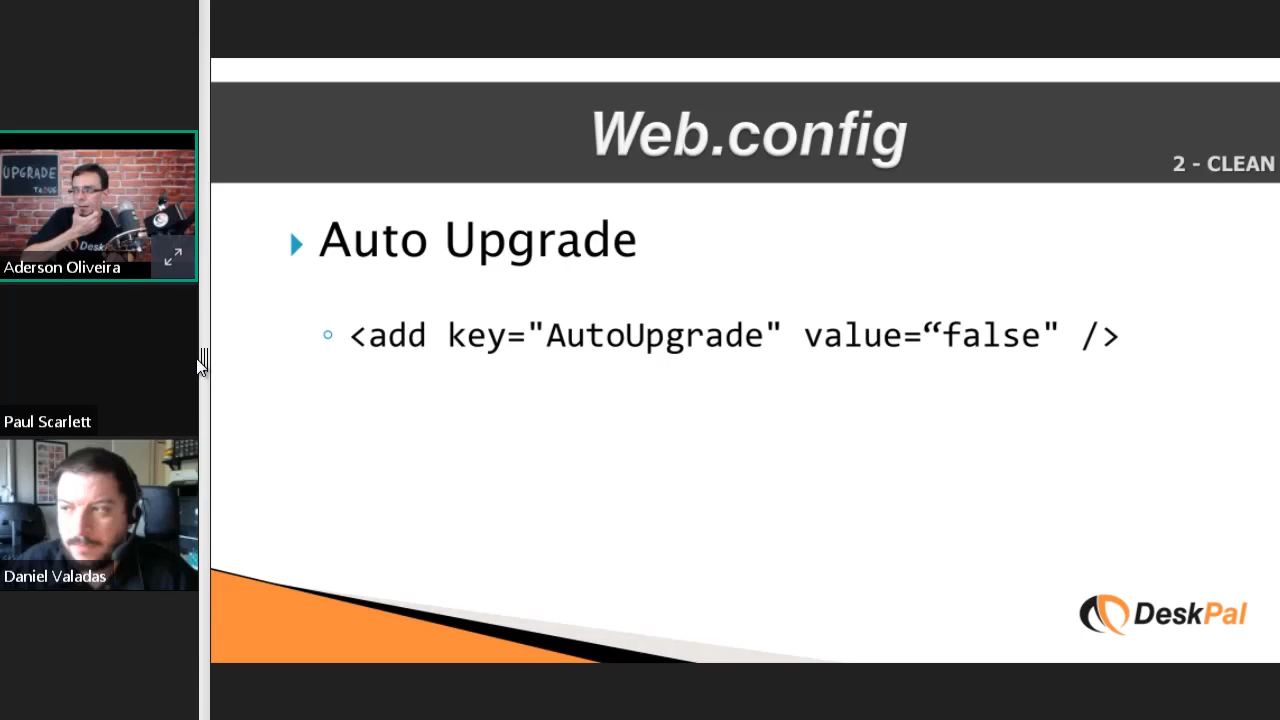 UPGRADE
Aderson Oliveira
Paul Scarlett
Daniel Valadas
Web.config
2 - CLEAN
Auto Upgrade
<add key="AutoUpgrade" value=“false" />
DeskPal